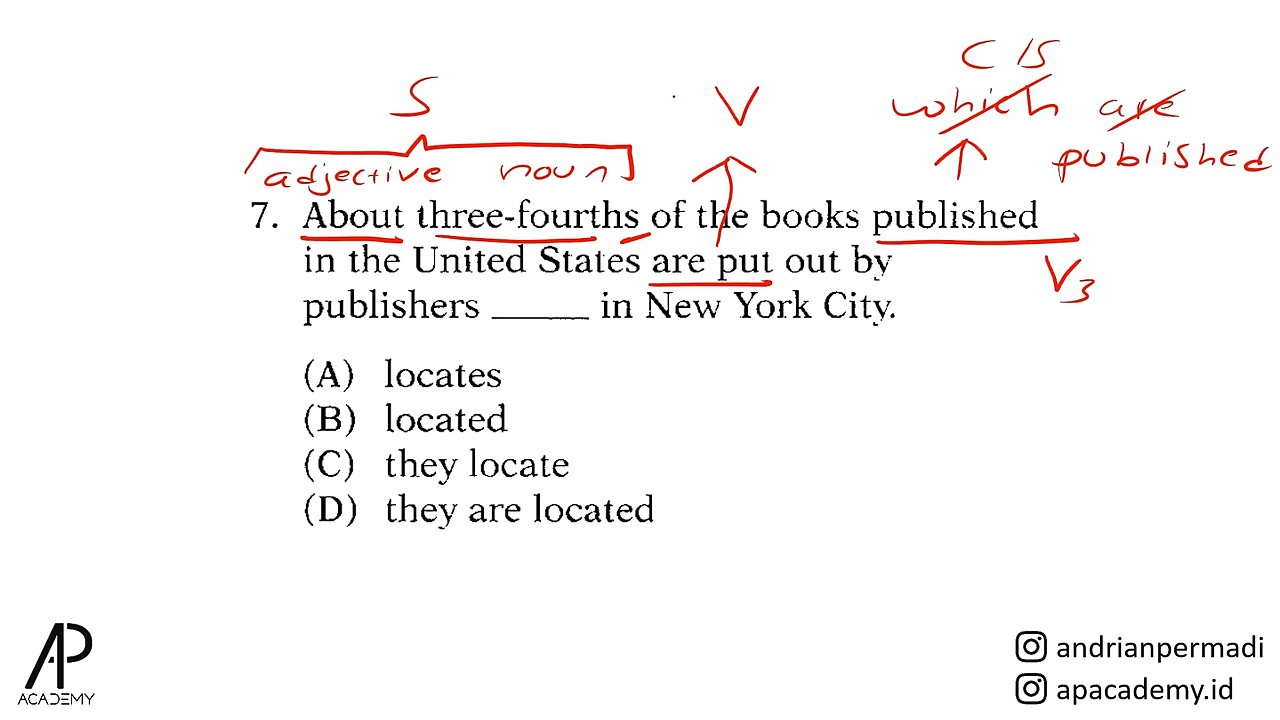 C IS
S V which are
adjective noun published
7. About three-fourths of the books published
in the United States are put out by
V3
publishers _____ in New York City.
(A) locates
(B) located
(C) they locate
(D) they are located
AP
ACADEMY
andrianpermadi
apacademy.id